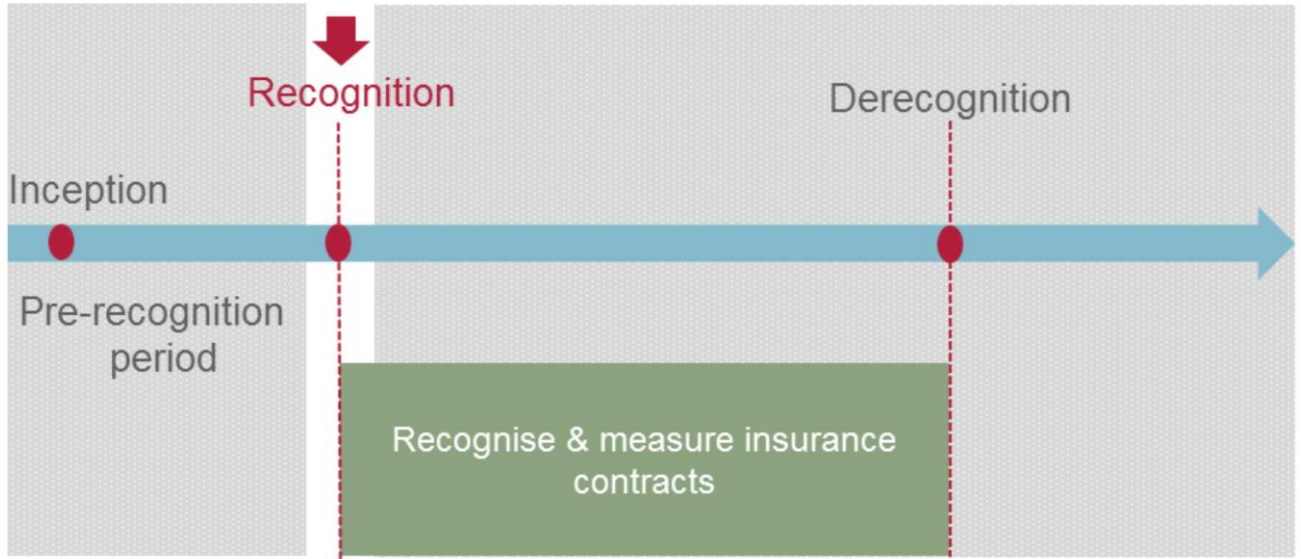 Recognition
Derecognition
Inception
Pre-recognition
period
Recognise & measure insurance
contracts